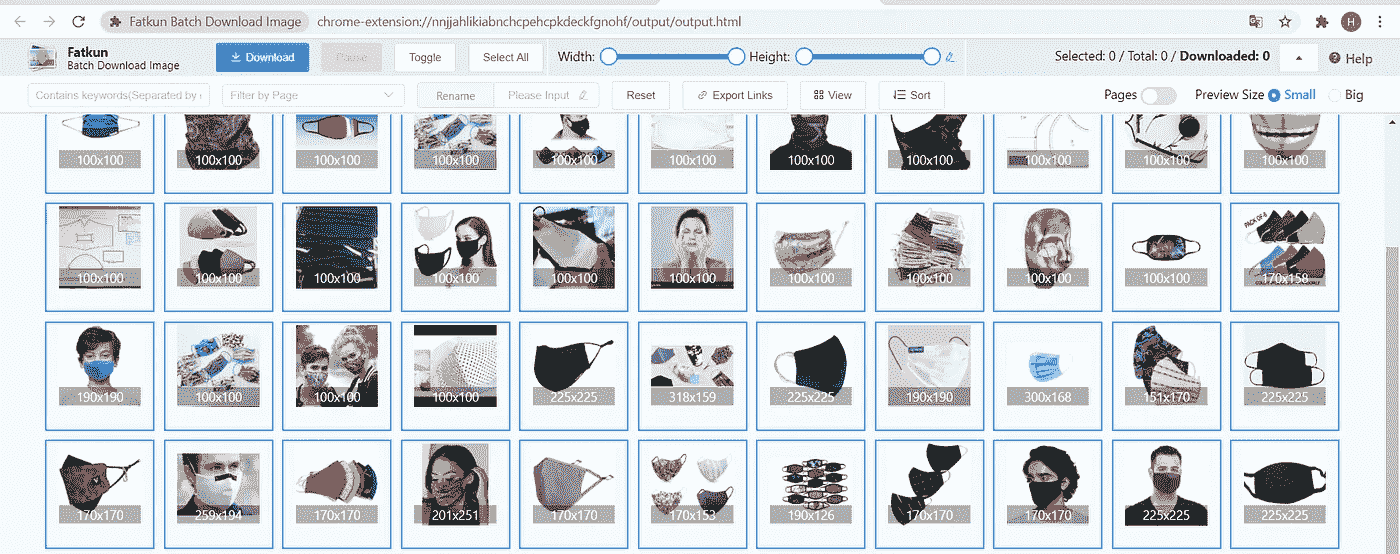 Fatkun Batch Download Image chrome-extension://nnjjahlikiabnchcpehcpkdeckfgnohf/output/output.html H
Fatkun
Batch Download Image
Download Pause Toggle Select All Width: Height: Selected: 0 / Total: 0 / Downloaded: 0 Help
Contains keywords(Separated by Filter by Page Rename Please Input Reset Export Links View Sort Pages Preview Size Small Big
100x100 100x100 100x100 100x100 100x100 100x100 100x100 100x100 100x100 100x100 100x100
PACK OF
100x100 100x100 100x100 100x100 100x100 100x100 100x100 100x100 100x100 100x100 170x158
190x190 100x100 100x100 100x100 225x225 318x159 225x225 190x190 300x168 151x170 225x225
170x170 259x194 170x170 201x251 170x170 170x153 190x126 170x170 170x170 225x225 225x225